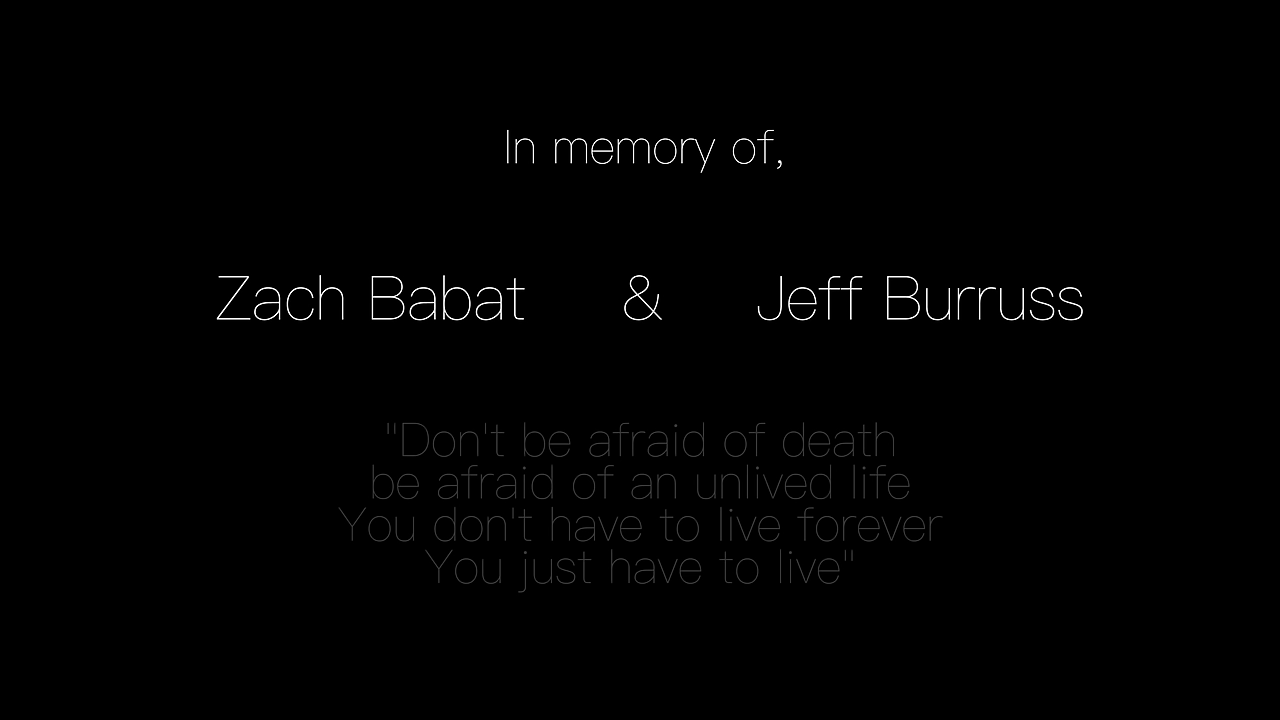 In memory of,
Zach Babat & Jeff Burruss
"Don't be afraid of death
be afraid of an unlived life
You don't have to live forever
You just have to live"